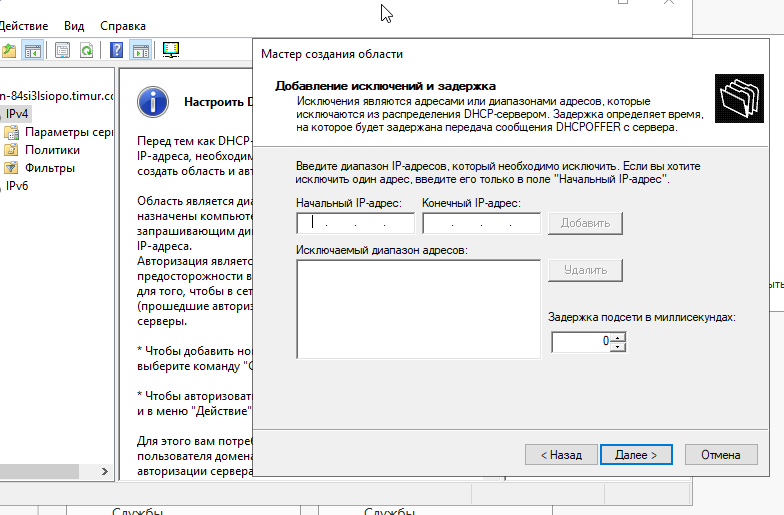 Действие Вид Справка
n-84si3lsiopo.timur.co
IPv4
Параметры сер
Политики
Фильтры
IPv6
Настроить D
Перед тем как DHCP-
IP-адреса, необходим
создать область и авт
Область является диа
назначены компьюте
запрашивающим ди
IP-адреса.
Авторизация являетс
предосторожности в
для того, чтобы в сет
(прошедшие авториз
серверы.
* Чтобы добавить нов
выберите команду "С
* Чтобы авторизовать
и в меню "Действие"
Для этого вам потреб
пользователя домена
авторизации сервера
Мастер создания области
Добавление исключений и задержка
Исключения являются адресами или диапазонами адресов, которые
исключаются из распределения DHCP-сервером. Задержка определяет время,
на которое будет задержана передача сообщения DHCPOFFER с сервера.
Введите диапазон IP-адресов, который необходимо исключить. Если вы хотите
исключить один адрес, введите его только в поле "Начальный IP-адрес".
Начальный IP-адрес: Конечный IP-адрес:
. . . . . . Добавить
Исключаемый диапазон адресов:
Удалить
Задержка подсети в миллисекундах:
0
< Назад Далее > Отмена
ыть
Службы Службы